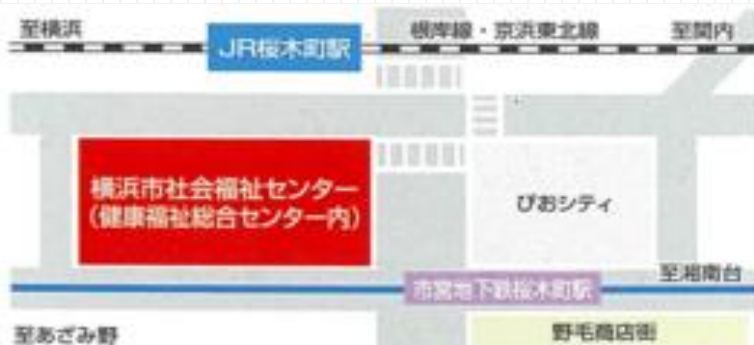 至横浜
JR桜木町駅
根岸線・京浜東北線
至関内
横浜市社会福祉センター
(健康福祉総合センター内)
ぴおシティ
至湘南台
市営地下鉄桜木町駅
至あざみ野
野毛商店街